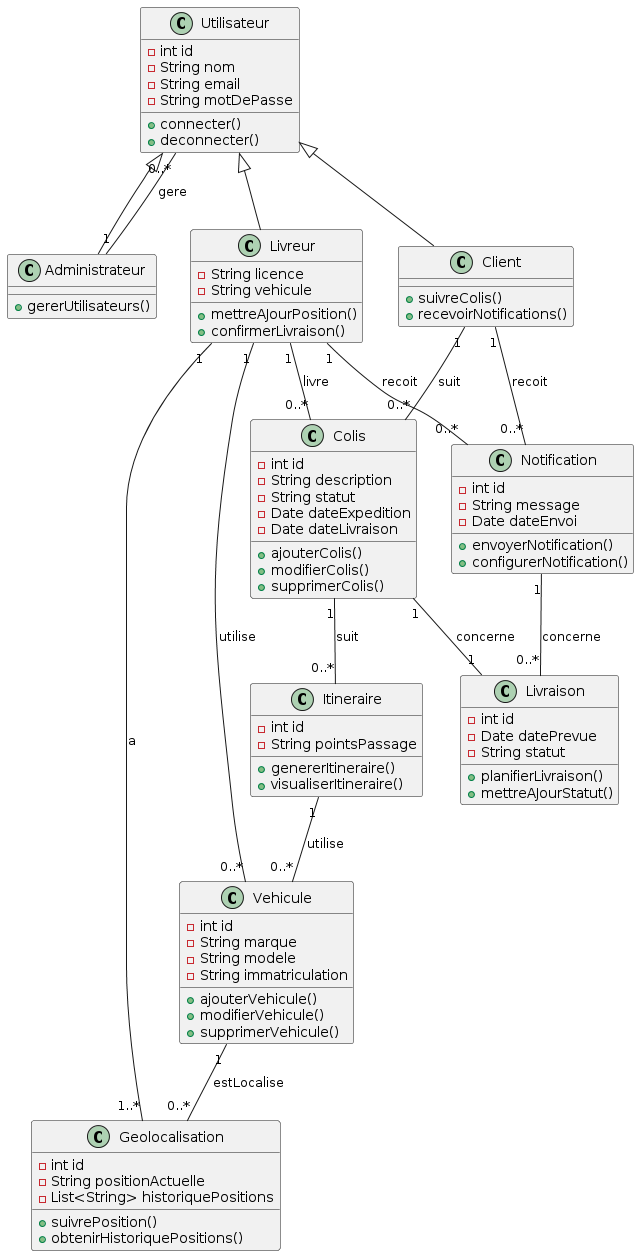 C Utilisateur
int id
String nom
String email
String motDePasse
connecter()
deconnecter()
0..*
gere
1
C Administrateur
gererUtilisateurs()
C Livreur
String licence
String vehicule
mettreAJourPosition()
confirmerLivraison()
C Client
suivreColis()
recevoirNotifications()
1
1
1
1
1
1
livre
recoit
suit
recoit
0..*
0..*
0..*
0..*
C Colis
int id
String description
String statut
Date dateExpedition
Date dateLivraison
ajouterColis()
modifierColis()
supprimerColis()
C Notification
int id
String message
Date dateEnvoi
envoyerNotification()
configurerNotification()
1
1
1
utilise
suit
concerne
concerne
0..*
1
0..*
C Itineraire
int id
String pointsPassage
genererItineraire()
visualiserItineraire()
C Livraison
int id
Date datePrevue
String statut
planifierLivraison()
mettreAJourStatut()
a
1
utilise
0..*
0..*
C Vehicule
int id
String marque
String modele
String immatriculation
ajouterVehicule()
modifierVehicule()
supprimerVehicule()
1
estLocalise
1..*
0..*
C Geolocalisation
int id
String positionActuelle
List<String> historiquePositions
suivrePosition()
obtenirHistoriquePositions()